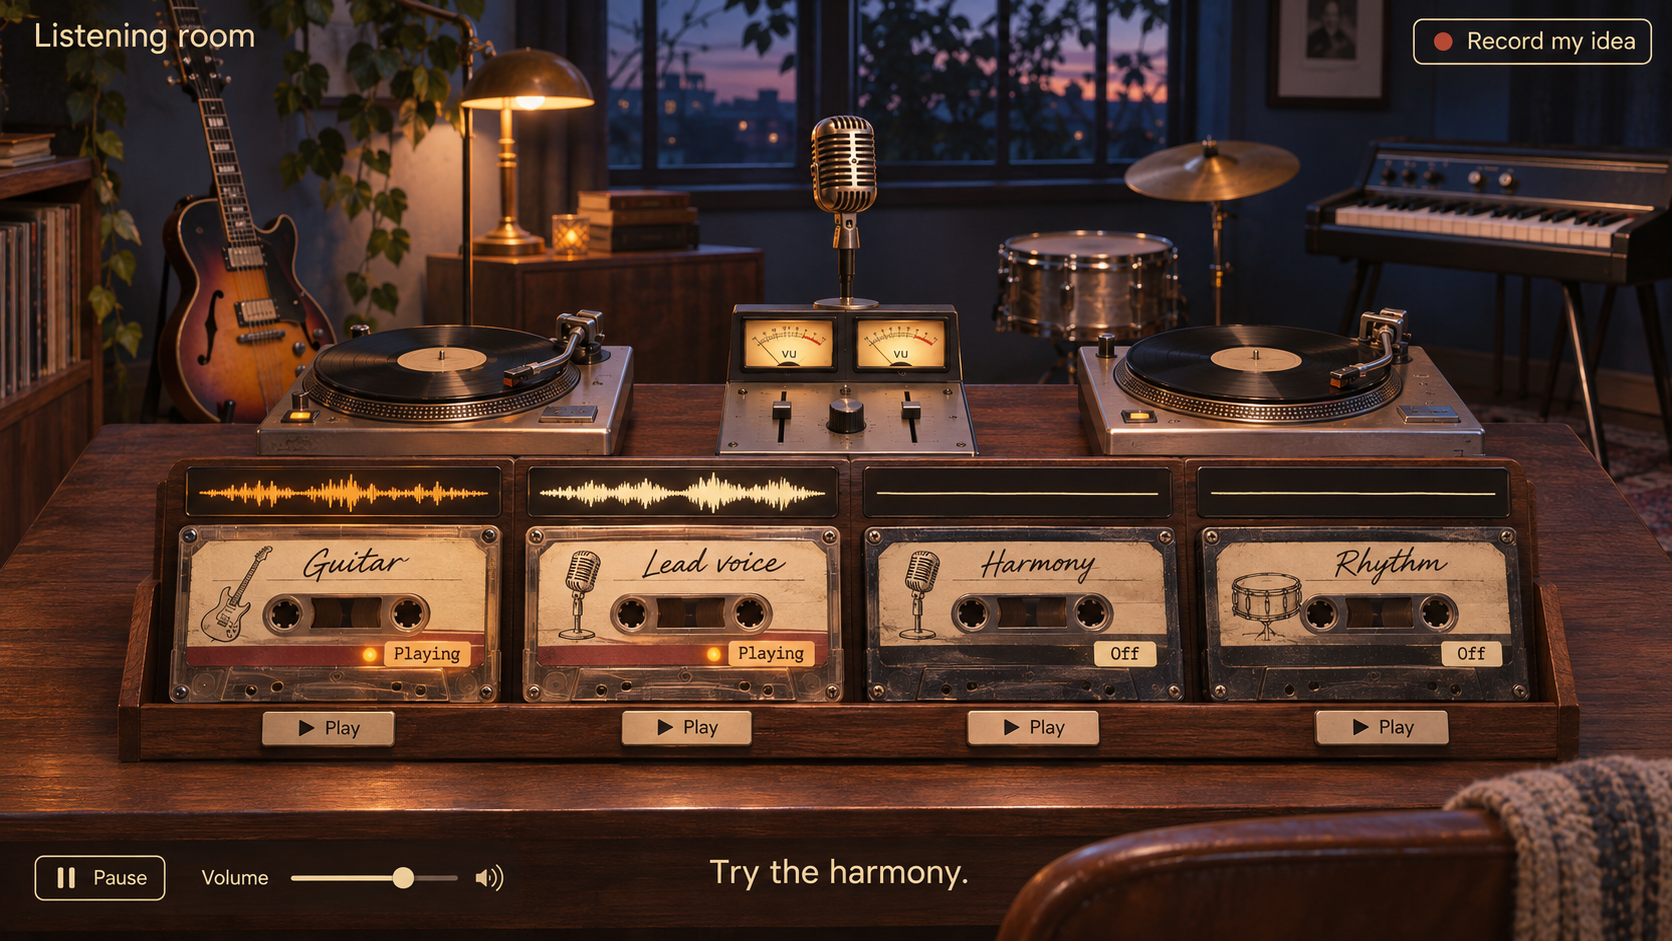 Listening room
Record my idea
VU
VU
Guitar
Lead voice
Harmony
Rhythm
Playing
Playing
Off
Off
Play
Play
Play
Play
Pause
Volume
Try the harmony.